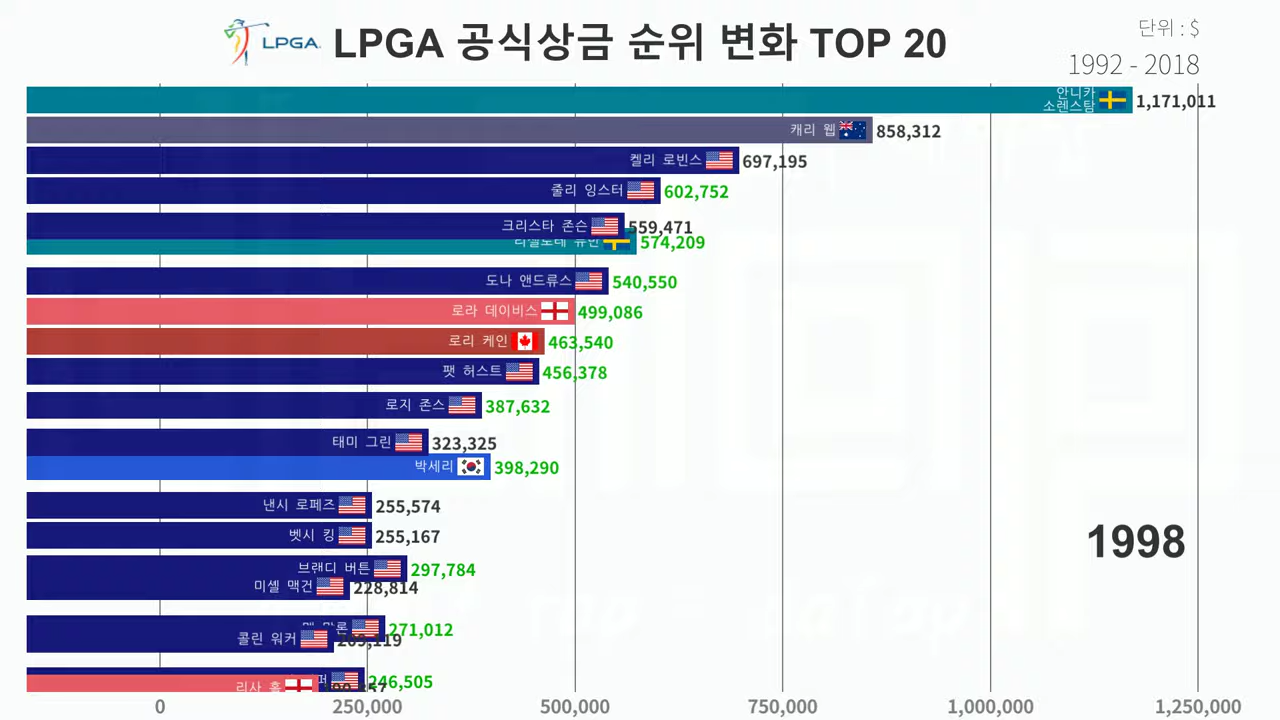 LPGA
LPGA 공식상금 순위 변화 TOP 20
단위 : $
1992 - 2018
안니카
소렌스탐
1,171,011
캐리 웹 858,312
켈리 로빈스 697,195
줄리 잉스터 602,752
크리스타 존슨 559,471
574,209
도나 앤드류스 540,550
로라 데이비스 499,086
로리 케인 463,540
팻 허스트 456,378
로지 존스 387,632
태미 그린 323,325
박세리 398,290
낸시 로페즈 255,574
벳시 킹 255,167
브랜디 버튼 297,784
미셸 맥건 228,814
271,012
콜린 워커
246,505
리사
1998
0 250,000 500,000 750,000 1,000,000 1,250,000